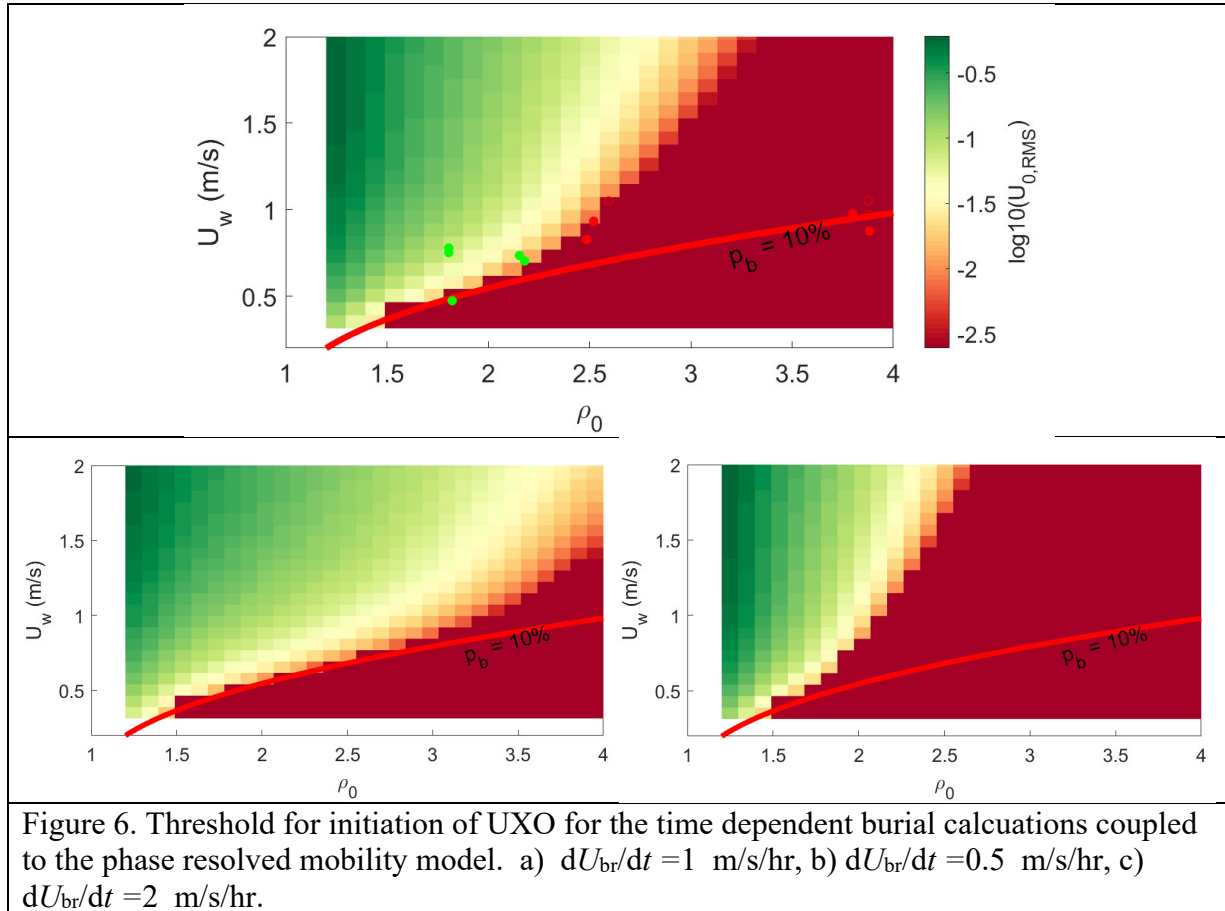 2
1.5
1
0.5
U_w (m/s)
1 1.5 2 2.5 3 3.5 4
ρ_0
p_b = 10%
-0.5
-1
-1.5
-2
-2.5
log10(U_{0,RMS})
2
1.5
1
0.5
U_w (m/s)
1 1.5 2 2.5 3 3.5 4
ρ_0
p_b = 10%
2
1.5
1
0.5
U_w (m/s)
1 1.5 2 2.5 3 3.5 4
ρ_0
p_b = 10%
Figure 6. Threshold for initiation of UXO for the time dependent burial calcuations coupled
to the phase resolved mobility model. a) dU_br/dt =1 m/s/hr, b) dU_br/dt =0.5 m/s/hr, c)
dU_br/dt =2 m/s/hr.